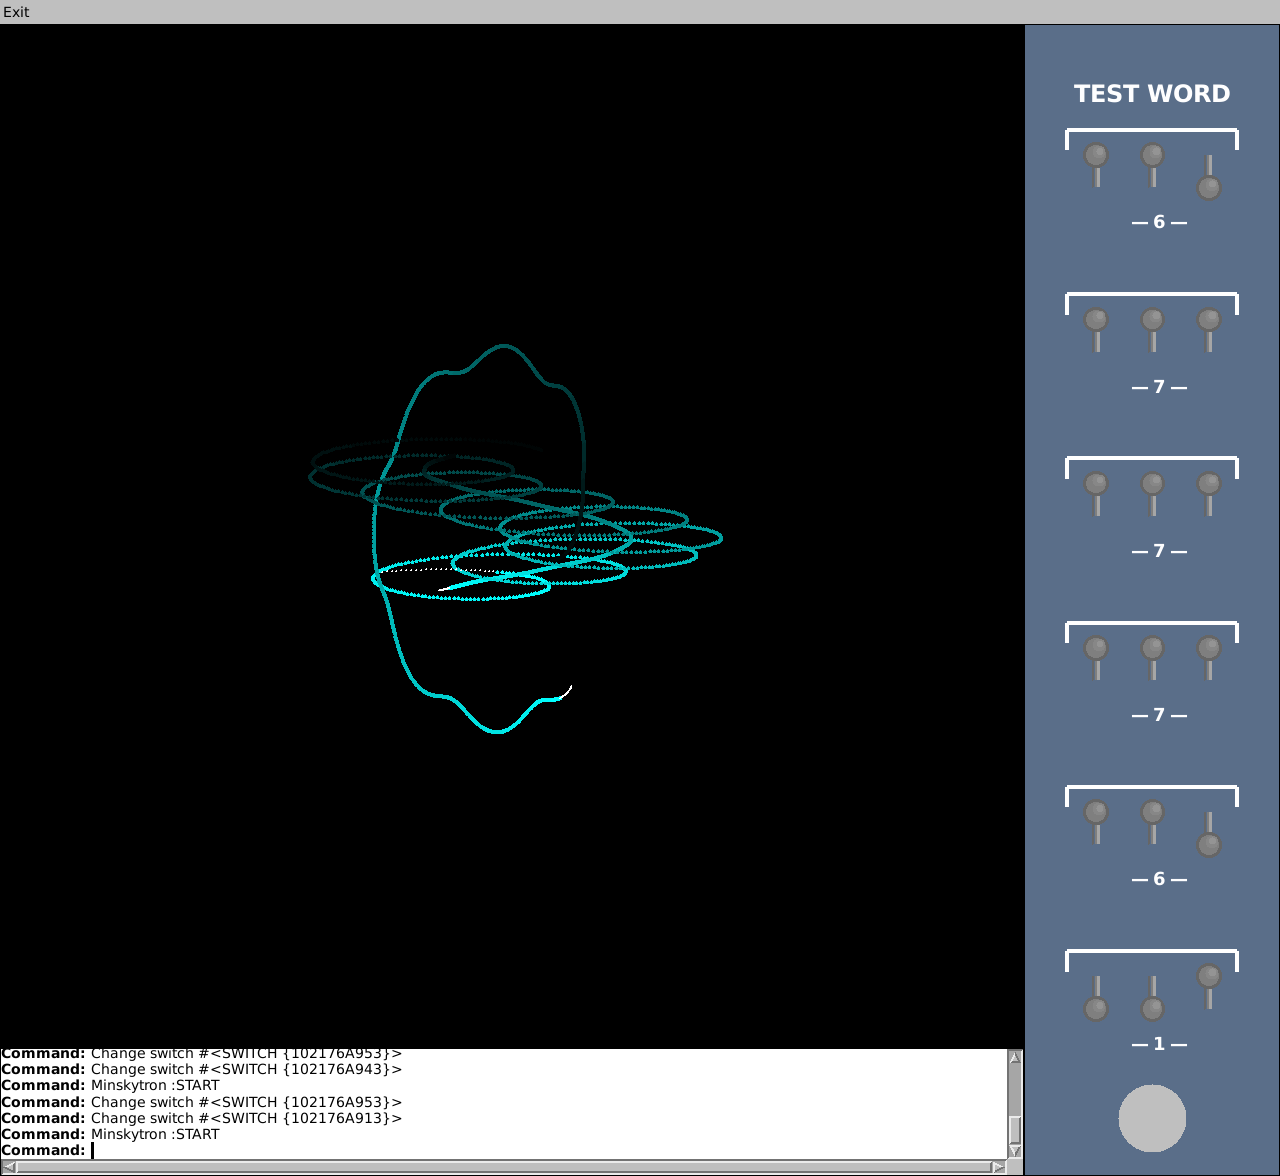 Exit
TEST WORD
— 6 —
— 7 —
— 7 —
— 7 —
— 6 —
— 1 —
Command: Change switch #<SWITCH {102176A953}>
Command: Change switch #<SWITCH {102176A943}>
Command: Minskytron :START
Command: Change switch #<SWITCH {102176A953}>
Command: Change switch #<SWITCH {102176A913}>
Command: Minskytron :START
Command: